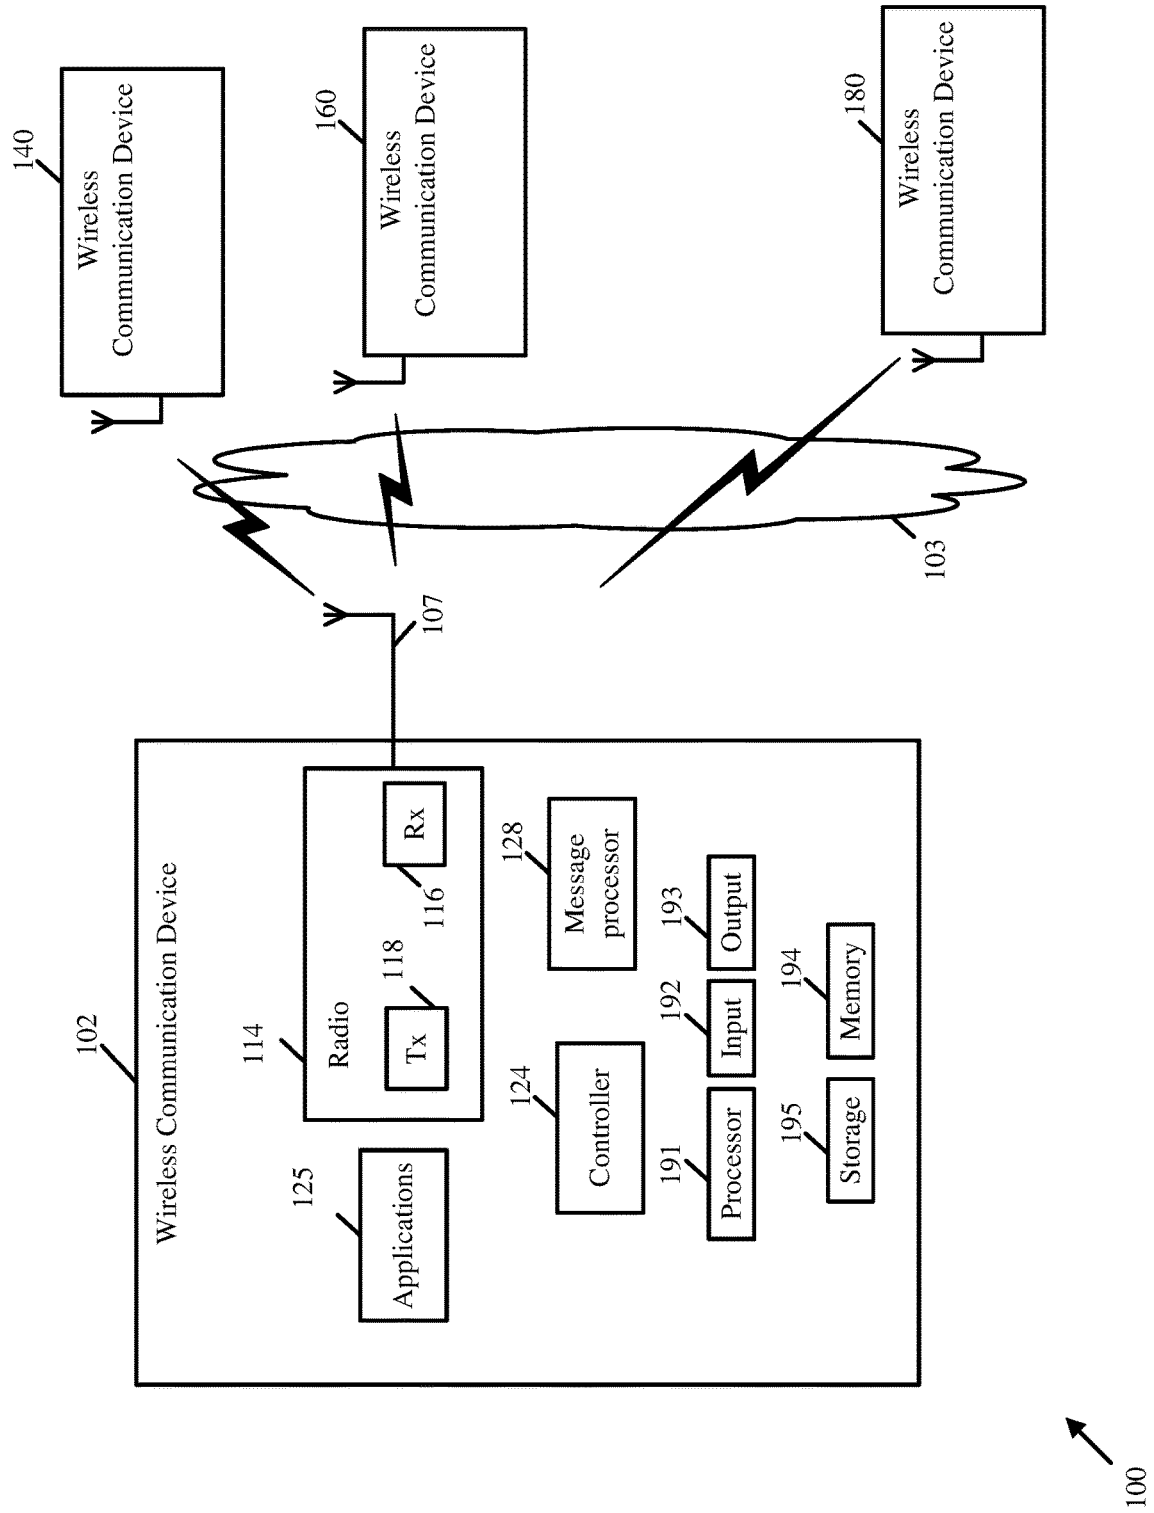 100
102
Wireless Communication Device
125
Applications
114
Radio
118
Tx
116
Rx
107
124
Controller
128
Message
processor
191
Processor
192
Input
193
Output
195
Storage
194
Memory
103
140
Wireless
Communication Device
160
Wireless
Communication Device
180
Wireless
Communication Device